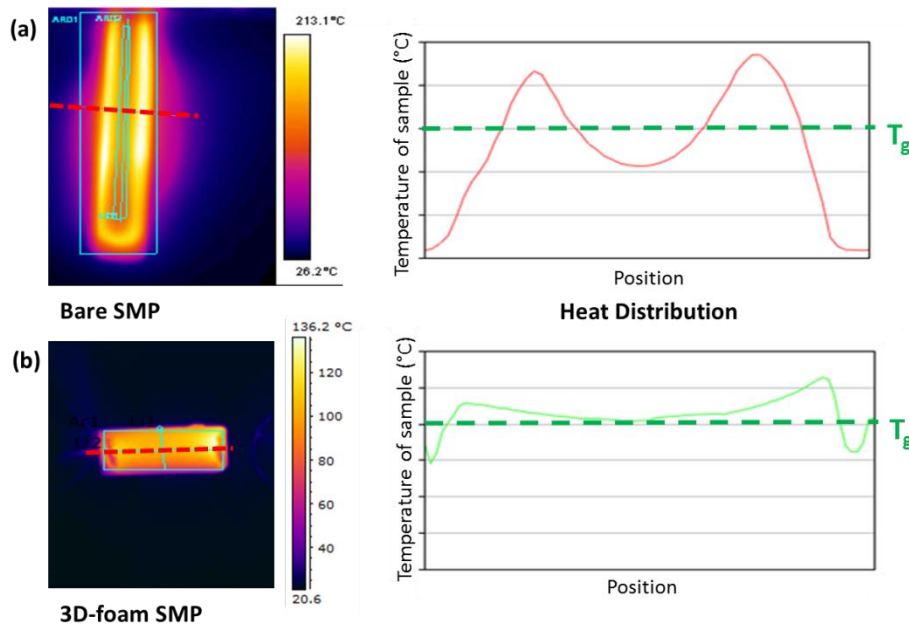 (a)
ARD1
213.1°C
26.2°C
Bare SMP
Temperature of sample (°C)
Tg
Position
Heat Distribution
(b)
136.2 °C
100
80
60
40
20.6
3D-foam SMP
Temperature of sample (°C)
Tg
Position